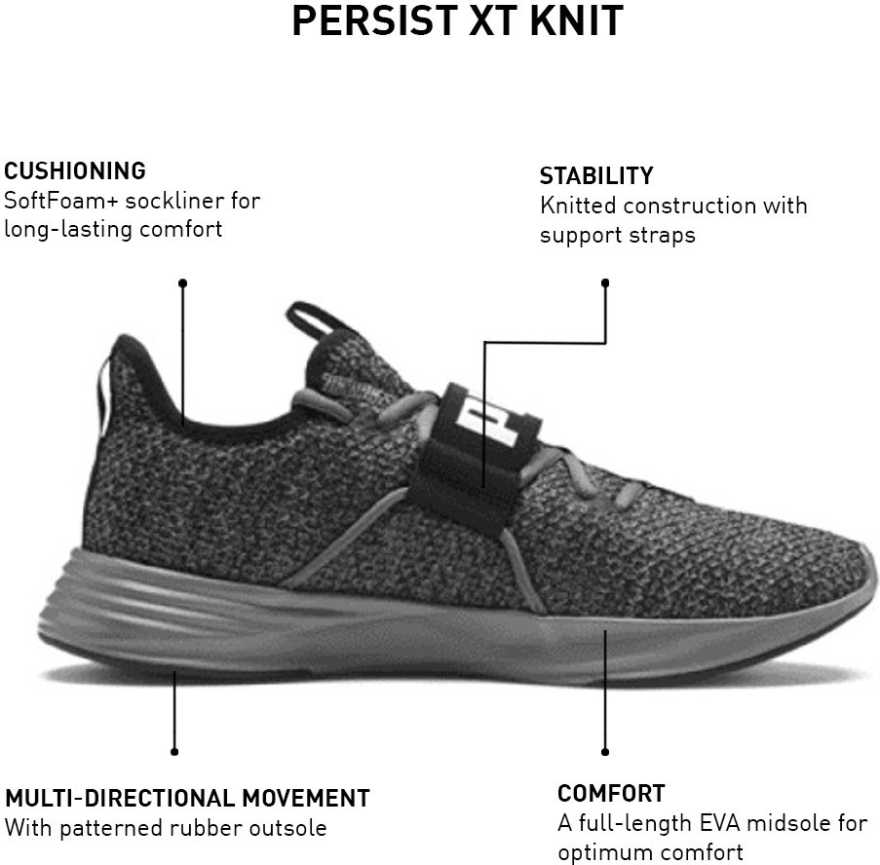 PERSIST XT KNIT
CUSHIONING
SoftFoam+ sockliner for
long-lasting comfort
STABILITY
Knitted construction with
support straps
P
MULTI-DIRECTIONAL MOVEMENT
With patterned rubber outsole
COMFORT
A full-length EVA midsole for
optimum comfort